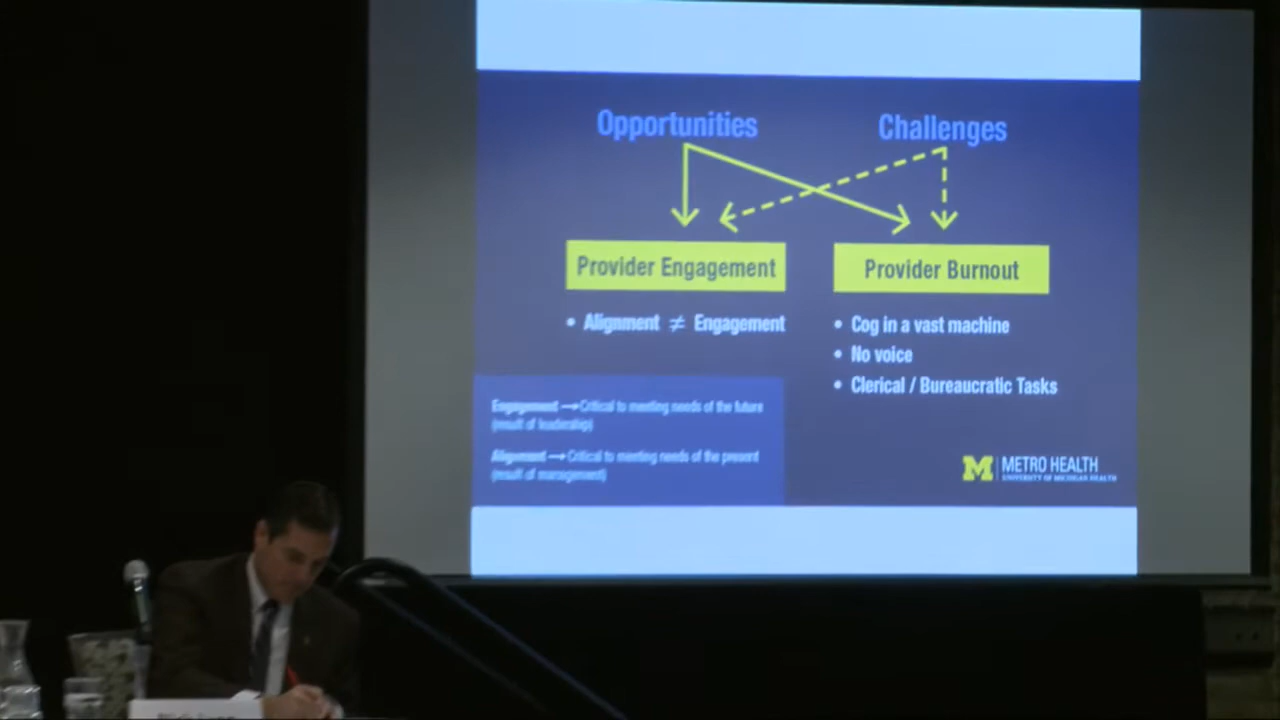 Opportunities
Challenges
Provider Engagement
Provider Burnout
• Alignment ≠ Engagement
• Cog in a vast machine
• No voice
• Clerical / Bureaucratic Tasks
Engagement → Critical to meeting needs of the future
(result of leadership)
Alignment → Critical to meeting needs of the present
(result of management)
M METRO HEALTH
UNIVERSITY OF MICHIGAN HEALTH